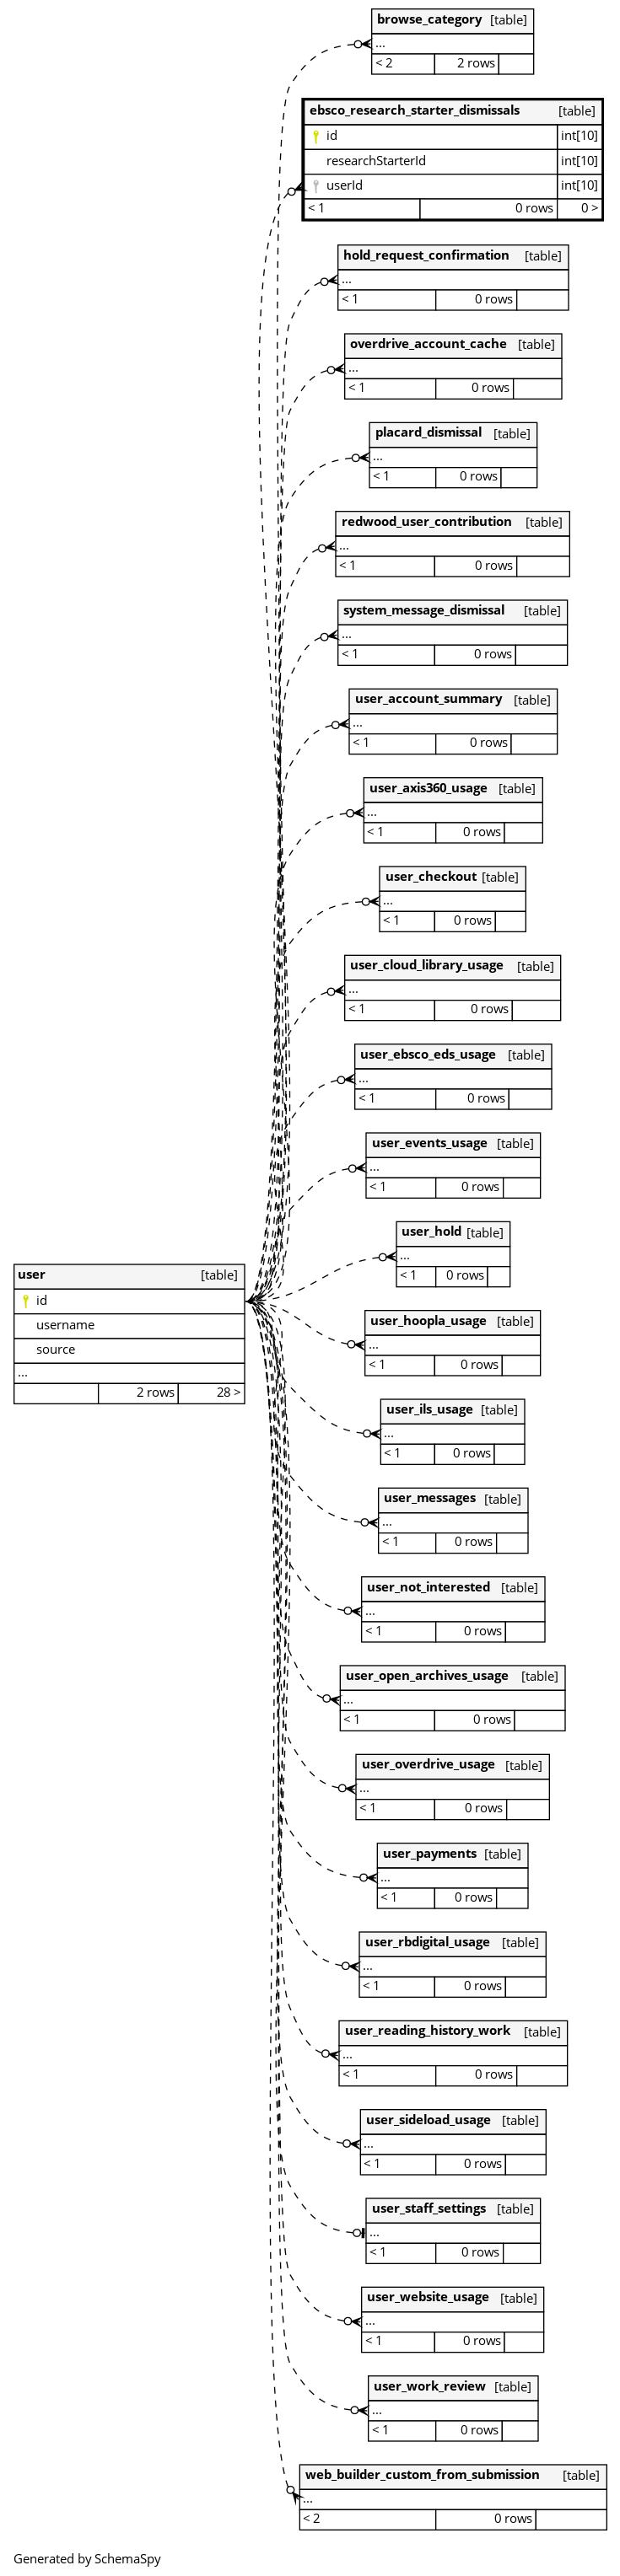 browse_category [table]
...
< 2 2 rows
ebsco_research_starter_dismissals [table]
id int[10]
researchStarterId int[10]
userId int[10]
< 1 0 rows 0 >
hold_request_confirmation [table]
...
< 1 0 rows
overdrive_account_cache [table]
...
< 1 0 rows
placard_dismissal [table]
...
< 1 0 rows
redwood_user_contribution [table]
...
< 1 0 rows
system_message_dismissal [table]
...
< 1 0 rows
user_account_summary [table]
...
< 1 0 rows
user_axis360_usage [table]
...
< 1 0 rows
user_checkout [table]
...
< 1 0 rows
user_cloud_library_usage [table]
...
< 1 0 rows
user_ebsco_eds_usage [table]
...
< 1 0 rows
user_events_usage [table]
...
< 1 0 rows
user_hold [table]
...
< 1 0 rows
user [table]
id
username
source
...
2 rows 28 >
user_hoopla_usage [table]
...
< 1 0 rows
user_ils_usage [table]
...
< 1 0 rows
user_messages [table]
...
< 1 0 rows
user_not_interested [table]
...
< 1 0 rows
user_open_archives_usage [table]
...
< 1 0 rows
user_overdrive_usage [table]
...
< 1 0 rows
user_payments [table]
...
< 1 0 rows
user_rbdigital_usage [table]
...
< 1 0 rows
user_reading_history_work [table]
...
< 1 0 rows
user_sideload_usage [table]
...
< 1 0 rows
user_staff_settings [table]
...
< 1 0 rows
user_website_usage [table]
...
< 1 0 rows
user_work_review [table]
...
< 1 0 rows
web_builder_custom_from_submission [table]
...
< 2 0 rows
Generated by SchemaSpy